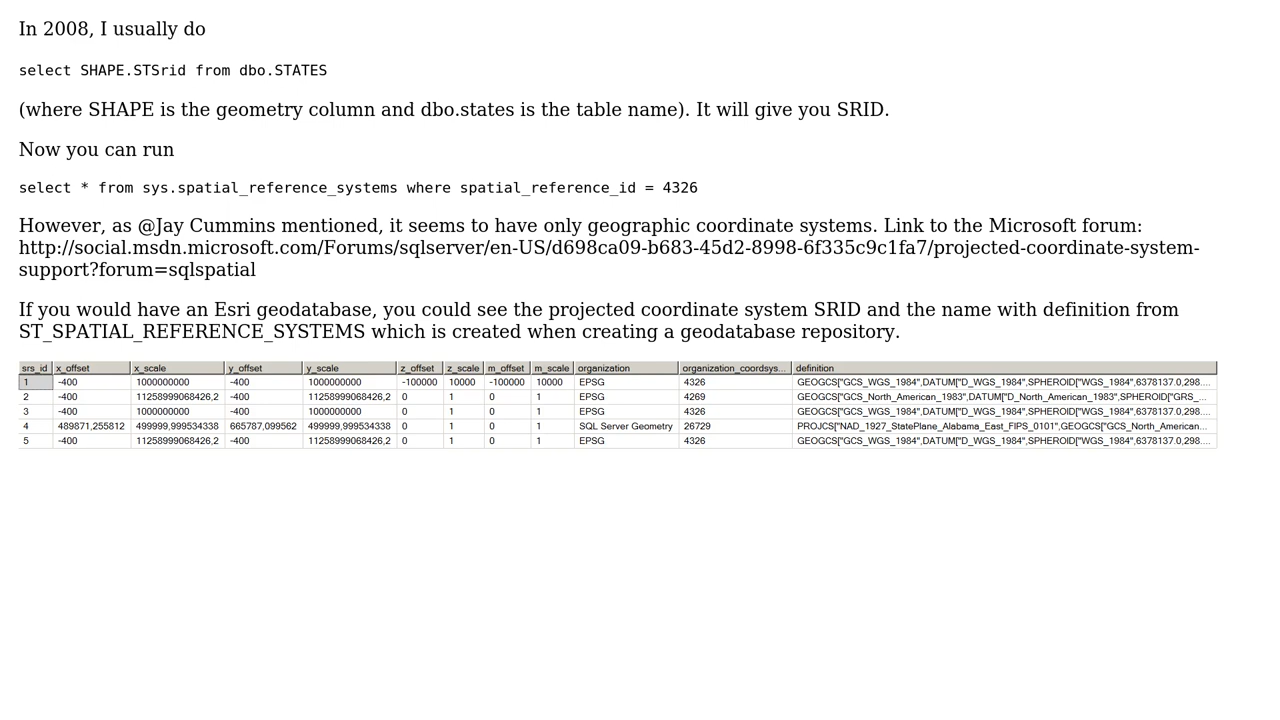 In 2008, I usually do
select SHAPE.STSrid from dbo.STATES
(where SHAPE is the geometry column and dbo.states is the table name). It will give you SRID.
Now you can run
select * from sys.spatial_reference_systems where spatial_reference_id = 4326
However, as @Jay Cummins mentioned, it seems to have only geographic coordinate systems. Link to the Microsoft forum:
http://social.msdn.microsoft.com/Forums/sqlserver/en-US/d698ca09-b683-45d2-8998-6f335c9c1fa7/projected-coordinate-system-
support?forum=sqlspatial
If you would have an Esri geodatabase, you could see the projected coordinate system SRID and the name with definition from
ST_SPATIAL_REFERENCE_SYSTEMS which is created when creating a geodatabase repository.
srs_id x_offset x_scale y_offset y_scale z_offset z_scale m_offset m_scale organization organization_coordsys... definition
1 -400 1000000000 -400 1000000000 -100000 10000 -100000 10000 EPSG 4326 GEOGCS["GCS_WGS_1984",DATUM["D_WGS_1984",SPHEROID["WGS_1984",6378137.0,298....
2 -400 11258999068426,2 -400 11258999068426,2 0 1 0 1 EPSG 4269 GEOGCS["GCS_North_American_1983",DATUM["D_North_American_1983",SPHEROID["GRS_...
3 -400 1000000000 -400 1000000000 0 1 0 1 EPSG 4326 GEOGCS["GCS_WGS_1984",DATUM["D_WGS_1984",SPHEROID["WGS_1984",6378137.0,298....
4 489871,255812 499999,999534338 665787,099562 499999,999534338 0 1 0 1 SQL Server Geometry 26729 PROJCS["NAD_1927_StatePlane_Alabama_East_FIPS_0101",GEOGCS["GCS_North_American...
5 -400 11258999068426,2 -400 11258999068426,2 0 1 0 1 EPSG 4326 GEOGCS["GCS_WGS_1984",DATUM["D_WGS_1984",SPHEROID["WGS_1984",6378137.0,298....